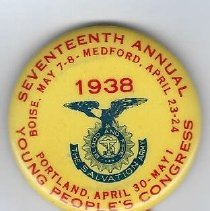 SEVENTEENTH ANNUAL
BOISE, MAY 7-8 - MEDFORD, APRIL 23-24
1938
THE SALVATION ARMY
PORTLAND, APRIL 30-MAY 1
YOUNG PEOPLE'S CONGRESS